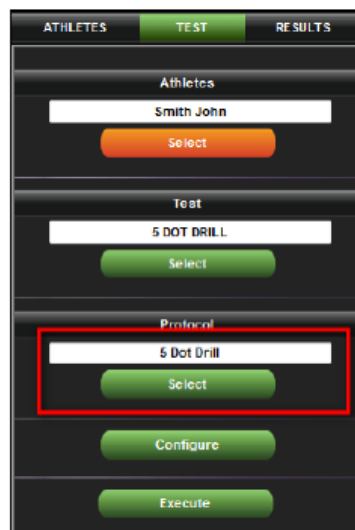 ATHLETES TEST RESULTS
Athletes
Smith John
Select
Test
5 DOT DRILL
Select
Protocol
5 Dot Drill
Select
Configure
Execute